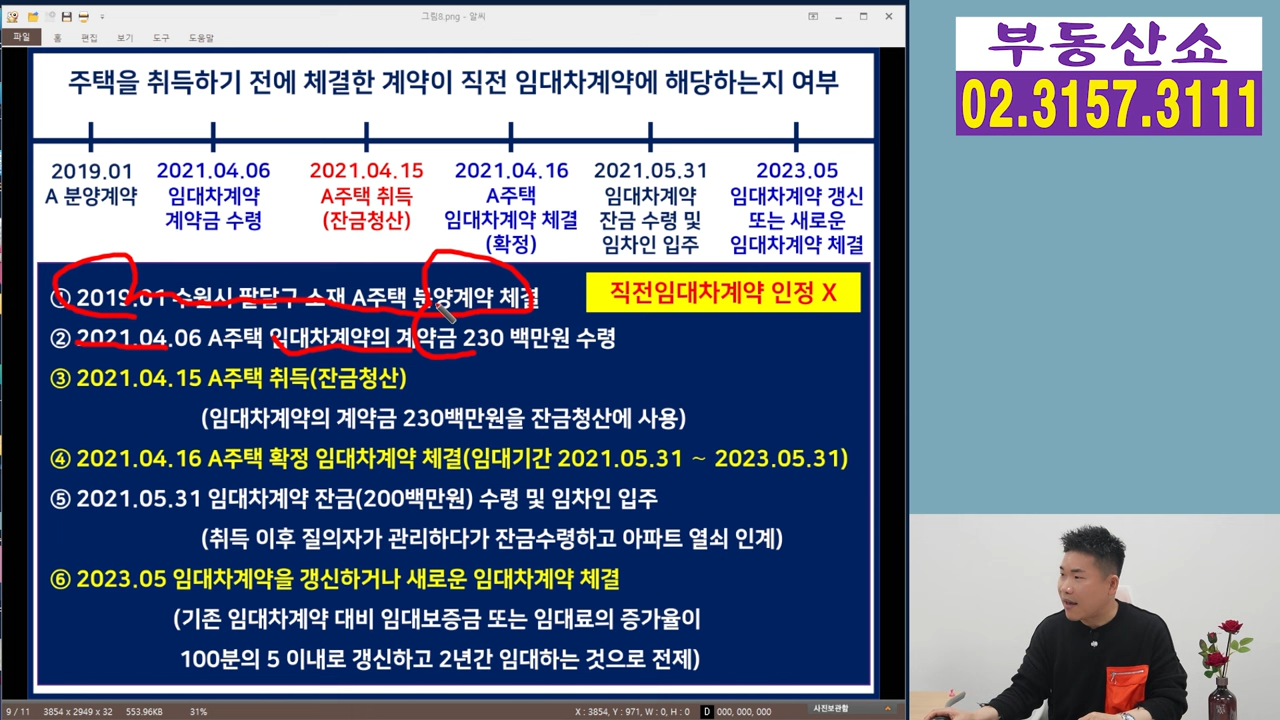 그림8.png - 알씨
파일 홈 편집 보기 도구 도움말
부동산쇼
02.3157.3111
주택을 취득하기 전에 체결한 계약이 직전 임대차계약에 해당하는지 여부
2019.01
A 분양계약
2021.04.06
임대차계약
계약금 수령
2021.04.15
A주택 취득
(잔금청산)
2021.04.16
A주택
임대차계약 체결
(확정)
2021.05.31
임대차계약
잔금 수령 및
임차인 입주
2023.05
임대차계약 갱신
또는 새로운
임대차계약 체결
① 2019.01 수원시 팔달구 소재 A주택 분양계약 체결
직전임대차계약 인정 X
② 2021.04.06 A주택 임대차계약의 계약금 230 백만원 수령
③ 2021.04.15 A주택 취득(잔금청산)
(임대차계약의 계약금 230백만원을 잔금청산에 사용)
④ 2021.04.16 A주택 확정 임대차계약 체결(임대기간 2021.05.31 ~ 2023.05.31)
⑤ 2021.05.31 임대차계약 잔금(200백만원) 수령 및 임차인 입주
(취득 이후 질의자가 관리하다가 잔금수령하고 아파트 열쇠 인계)
⑥ 2023.05 임대차계약을 갱신하거나 새로운 임대차계약 체결
(기존 임대차계약 대비 임대보증금 또는 임대료의 증가율이
100분의 5 이내로 갱신하고 2년간 임대하는 것으로 전제)
9 / 11 3854 x 2949 x 32 553.96KB 31% X : 3854, Y : 971, W : 0, H : 0 D 000, 000, 000 사진보관함